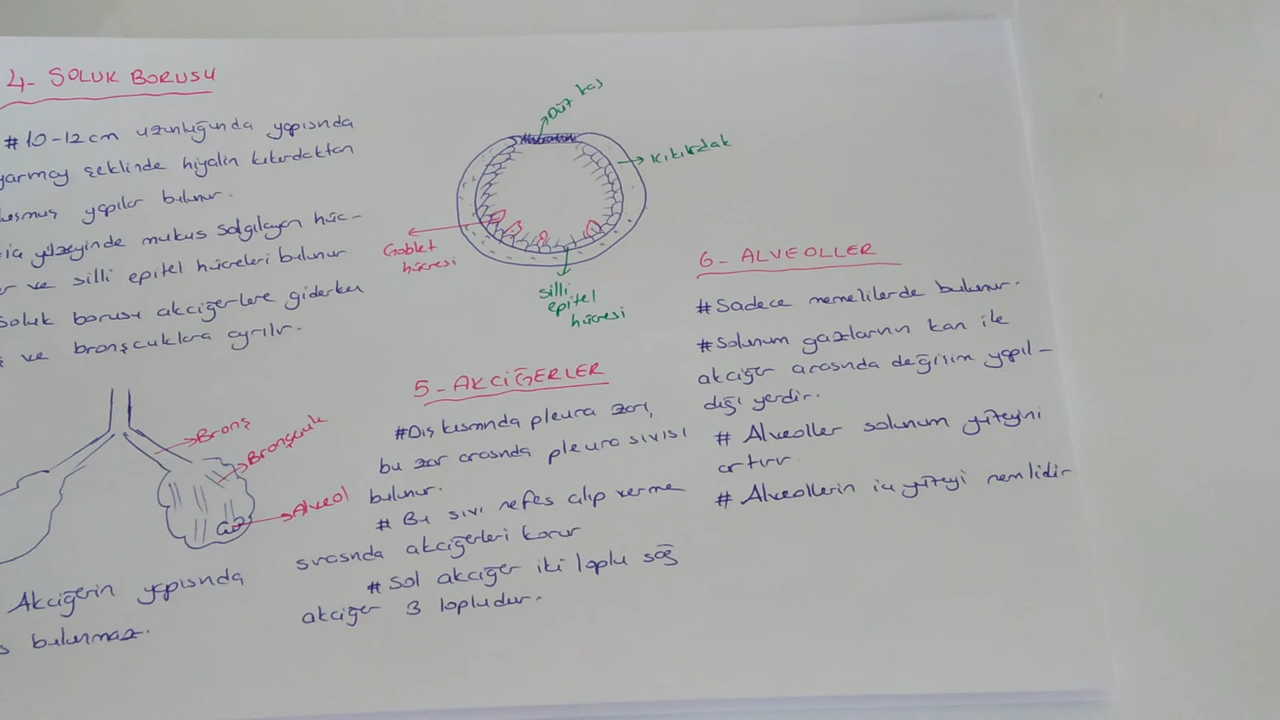 4- SOLUK BORUSU
# 10-12 cm uzunluğunda yapısında
yarmay şeklinde hiyalin kıkırdaktan
yapılar bulunur.
yüzeyinde mukus salgılayan hüc-
ve silli epitel hücreleri bulunur
Soluk borusu akciğerlere giderken
ve bronşcuklara ayrılır.
Düz kas
Kıkırdak
Goblet
hücresi
silli
epitel
hücresi
Bronş
Bronşcuk
Alveol
Akciğerin yapısında
bulunmaz.
5- AKCİĞERLER
# Dış kısmında pleura zarı,
bu zar arasında pleura sıvısı
bulunur.
# Bu sıvı nefes alıp verme
sırasında akciğerleri korur
# Sol akciğer iki loplu sağ
akciğer 3 lopludur.
6- ALVEOLLER
# Sadece memelilerde bulunur.
# Solunum gazlarının kan ile
akciğer arasında değişim yapıl-
dığı yerdir.
# Alveoller solunum yüzeyini
artırır
# Alveollerin iç yüzeyi nemlidir